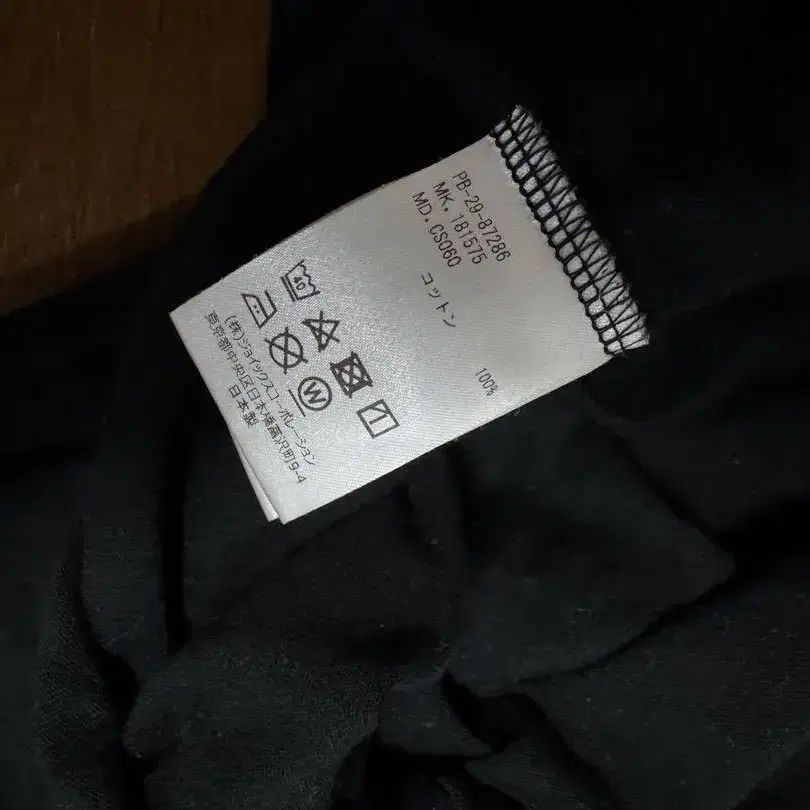 PB-29-87286
MK. 181575
MD. CS060
コットン
100%
40
W
(株)ジョイックスコーポレーション
東京都中央区日本橋富沢町9-4
日本製